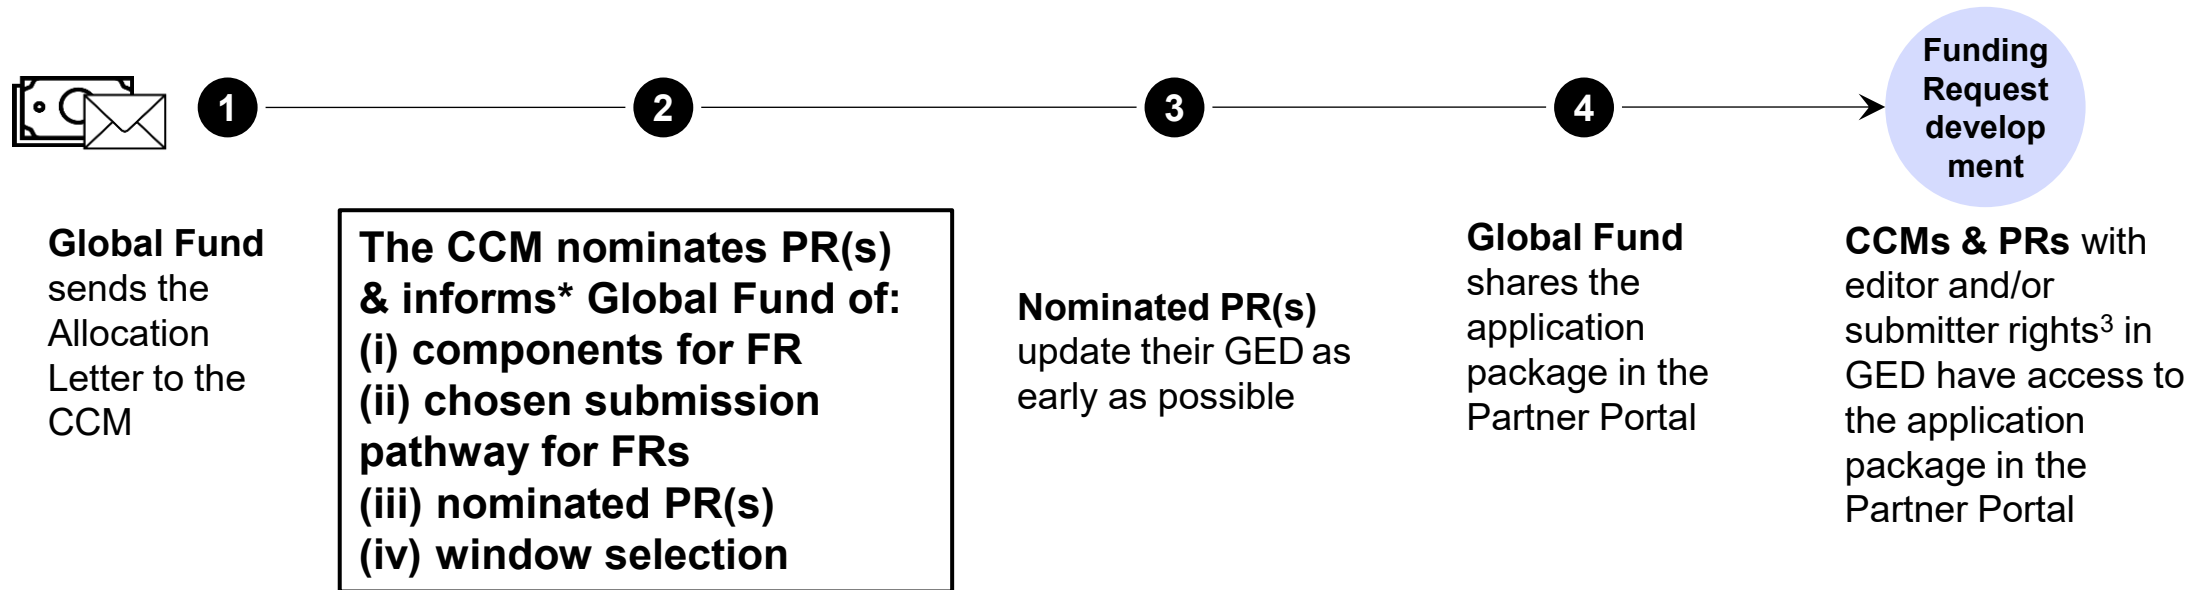 1
2
3
4
Funding
Request
develop
ment
Global Fund
sends the
Allocation
Letter to the
CCM
The CCM nominates PR(s)
& informs* Global Fund of:
(i) components for FR
(ii) chosen submission
pathway for FRs
(iii) nominated PR(s)
(iv) window selection
Nominated PR(s)
update their GED as
early as possible
Global Fund
shares the
application
package in the
Partner Portal
CCMs & PRs with
editor and/or
submitter rights³ in
GED have access to
the application
package in the
Partner Portal